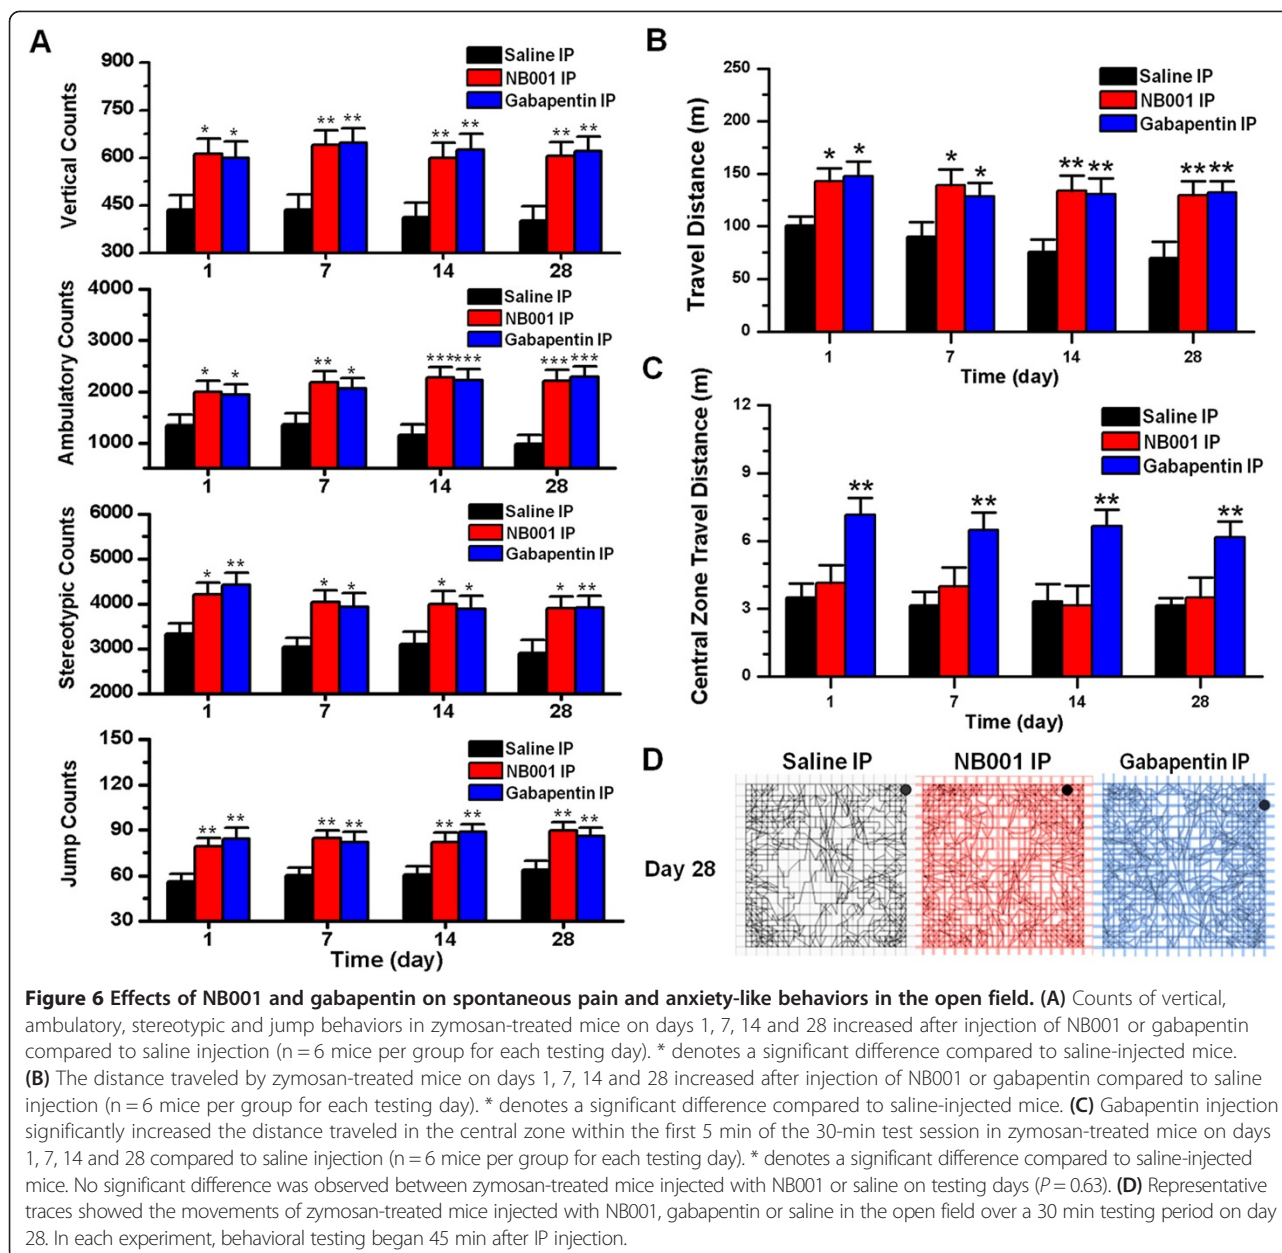 A
Saline IP
NB001 IP
Gabapentin IP
Vertical Counts
900
750
600
450
300
* * ** ** ** ** ** **
1 7 14 28
Saline IP
NB001 IP
Gabapentin IP
Ambulatory Counts
4000
3000
2000
1000
* * ** * *** *** *** ***
1 7 14 28
Saline IP
NB001 IP
Gabapentin IP
Stereotypic Counts
6000
5000
4000
3000
2000
* ** * * * * * **
1 7 14 28
Saline IP
NB001 IP
Gabapentin IP
Jump Counts
150
120
90
60
30
** ** ** ** ** ** ** **
1 7 14 28
Time (day)
B
Saline IP
NB001 IP
Gabapentin IP
Travel Distance (m)
250
200
150
100
50
0
* * * * ** ** ** **
1 7 14 28
Time (day)
C
Saline IP
NB001 IP
Gabapentin IP
Central Zone Travel Distance (m)
12
9
6
3
0
** ** ** **
1 7 14 28
Time (day)
D
Saline IP NB001 IP Gabapentin IP
Day 28
Figure 6 Effects of NB001 and gabapentin on spontaneous pain and anxiety-like behaviors in the open field. (A) Counts of vertical,
ambulatory, stereotypic and jump behaviors in zymosan-treated mice on days 1, 7, 14 and 28 increased after injection of NB001 or gabapentin
compared to saline injection (n = 6 mice per group for each testing day). * denotes a significant difference compared to saline-injected mice.
(B) The distance traveled by zymosan-treated mice on days 1, 7, 14 and 28 increased after injection of NB001 or gabapentin compared to saline
injection (n = 6 mice per group for each testing day). * denotes a significant difference compared to saline-injected mice. (C) Gabapentin injection
significantly increased the distance traveled in the central zone within the first 5 min of the 30-min test session in zymosan-treated mice on days
1, 7, 14 and 28 compared to saline injection (n = 6 mice per group for each testing day). * denotes a significant difference compared to saline-injected
mice. No significant difference was observed between zymosan-treated mice injected with NB001 or saline on testing days (P = 0.63). (D) Representative
traces showed the movements of zymosan-treated mice injected with NB001, gabapentin or saline in the open field over a 30 min testing period on day
28. In each experiment, behavioral testing began 45 min after IP injection.